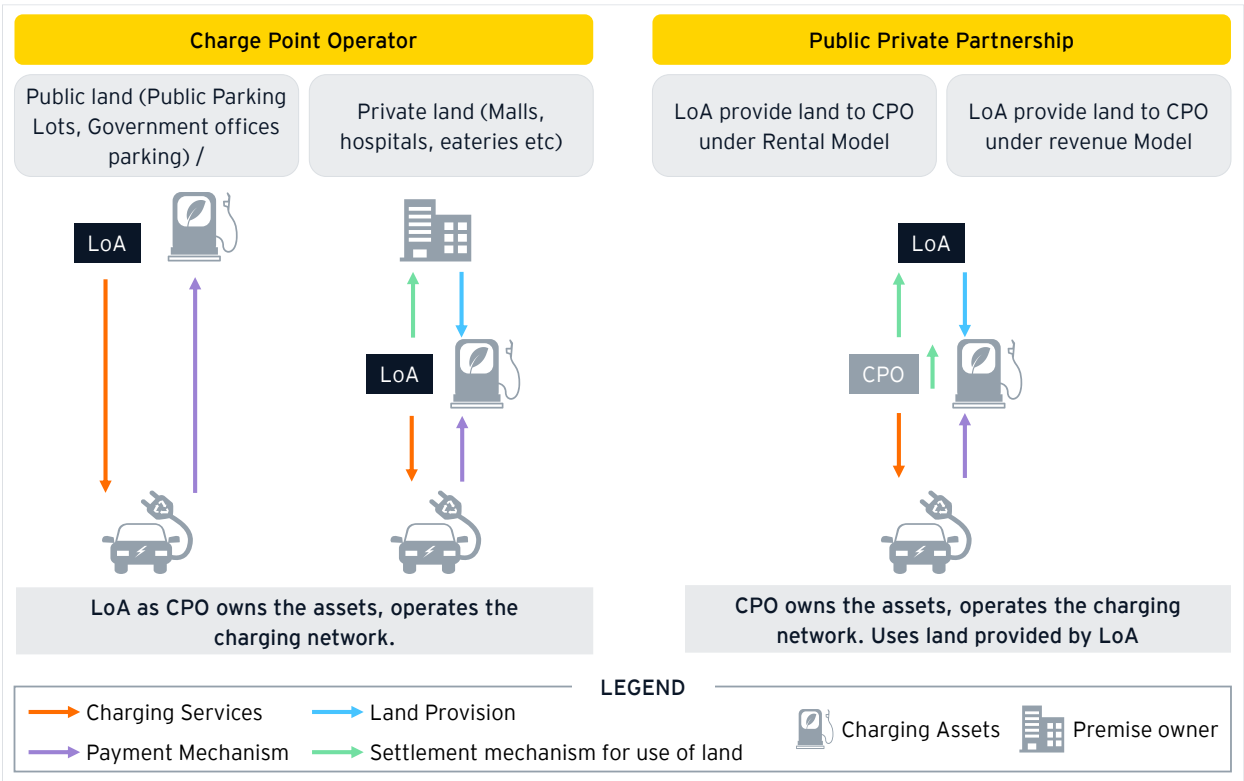 Charge Point Operator
Public Private Partnership
Public land (Public Parking
Lots, Government offices
parking) /
Private land (Malls,
hospitals, eateries etc)
LoA provide land to CPO
under Rental Model
LoA provide land to CPO
under revenue Model
LoA
LoA
LoA
CPO
LoA as CPO owns the assets, operates the
charging network.
CPO owns the assets, operates the charging
network. Uses land provided by LoA
LEGEND
Charging Services
Land Provision
Charging Assets
Premise owner
Payment Mechanism
Settlement mechanism for use of land